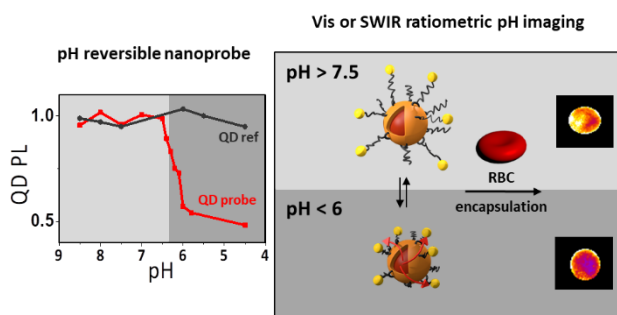 Vis or SWIR ratiometric pH imaging
pH reversible nanoprobe
1.0
0.5
QD PL
QD ref
QD probe
9 8 7 6 5 4
pH
pH > 7.5
RBC
encapsulation
pH < 6